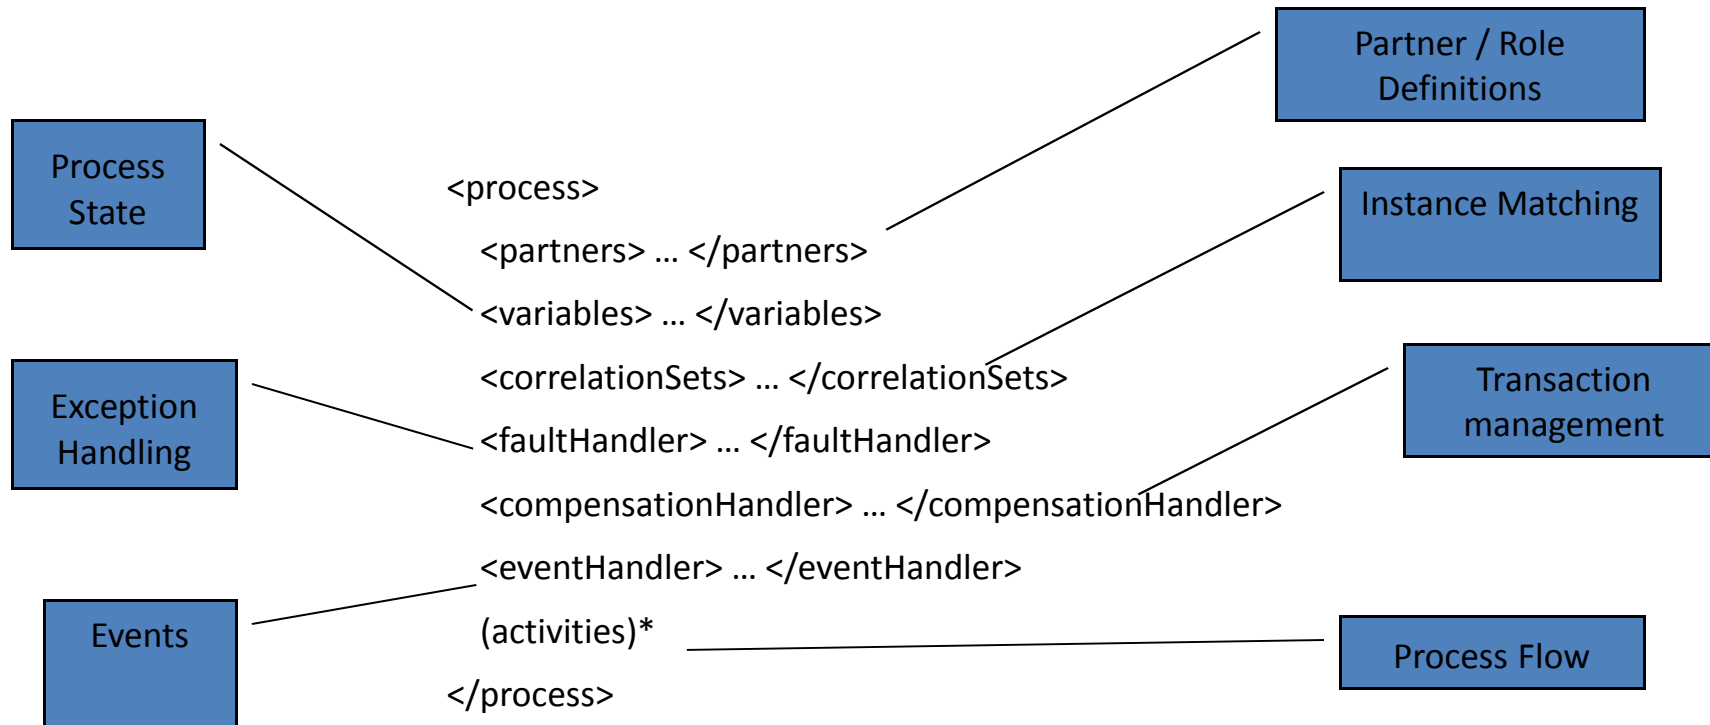 Partner / Role
Definitions
Process
State
<process>
Instance Matching
<partners> ... </partners>
<variables> ... </variables>
<correlationSets> ... </correlationSets>
Transaction
management
Exception
Handling
<faultHandler> ... </faultHandler>
<compensationHandler> ... </compensationHandler>
<eventHandler> ... </eventHandler>
Events
(activities)*
Process Flow
</process>